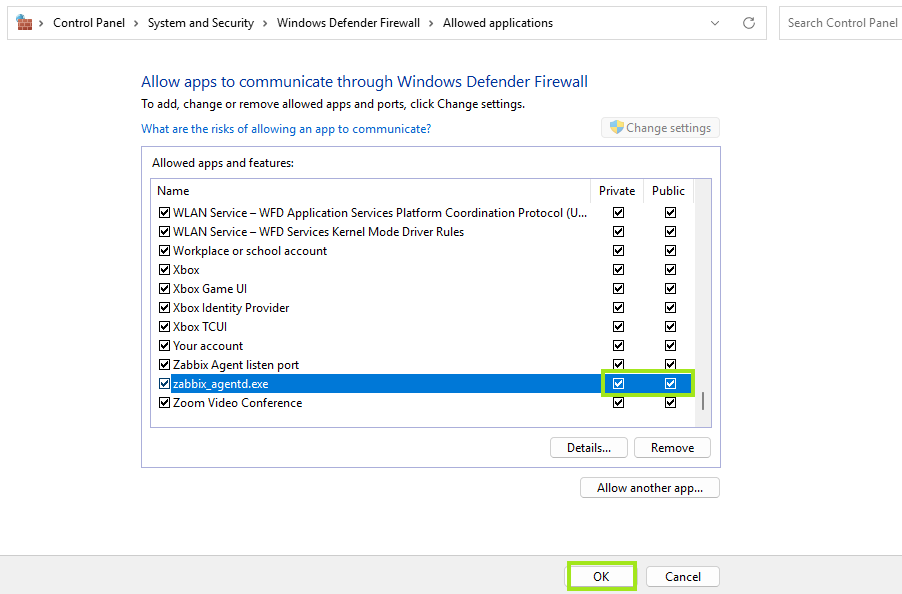 Control Panel > System and Security > Windows Defender Firewall > Allowed applications
Search Control Panel
Allow apps to communicate through Windows Defender Firewall
To add, change or remove allowed apps and ports, click Change settings.
What are the risks of allowing an app to communicate?
Change settings
Allowed apps and features:
Name Private Public
WLAN Service – WFD Application Services Platform Coordination Protocol (U...
WLAN Service – WFD Services Kernel Mode Driver Rules
Workplace or school account
Xbox
Xbox Game UI
Xbox Identity Provider
Xbox TCUI
Your account
Zabbix Agent listen port
zabbix_agentd.exe
Zoom Video Conference
Details... Remove
Allow another app...
OK Cancel